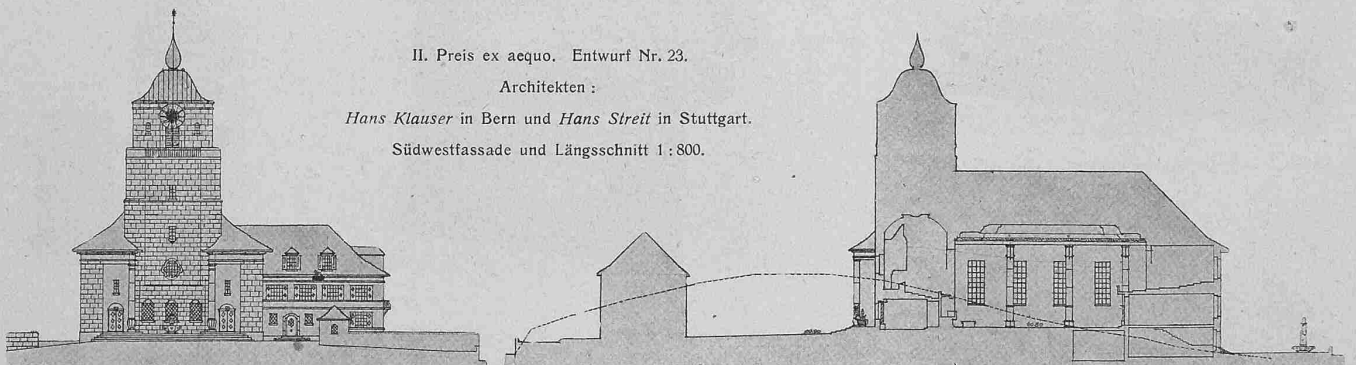 II. Preis ex aequo. Entwurf Nr. 23.
Architekten :
Hans Klauser in Bern und Hans Streit in Stuttgart.
Südwestfassade und Längsschnitt 1 : 800.